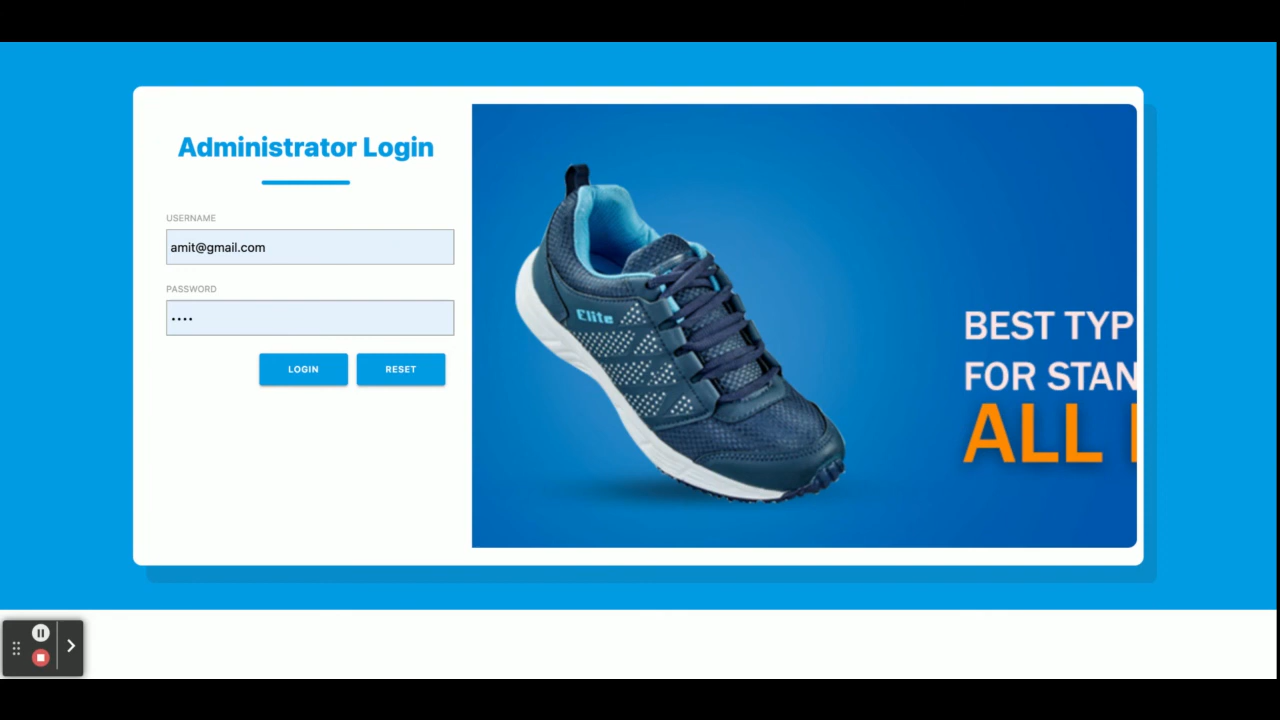 Administrator Login
USERNAME
amit@gmail.com
PASSWORD
••••
LOGIN
RESET
Elite
BEST TYP
FOR STAN
ALL